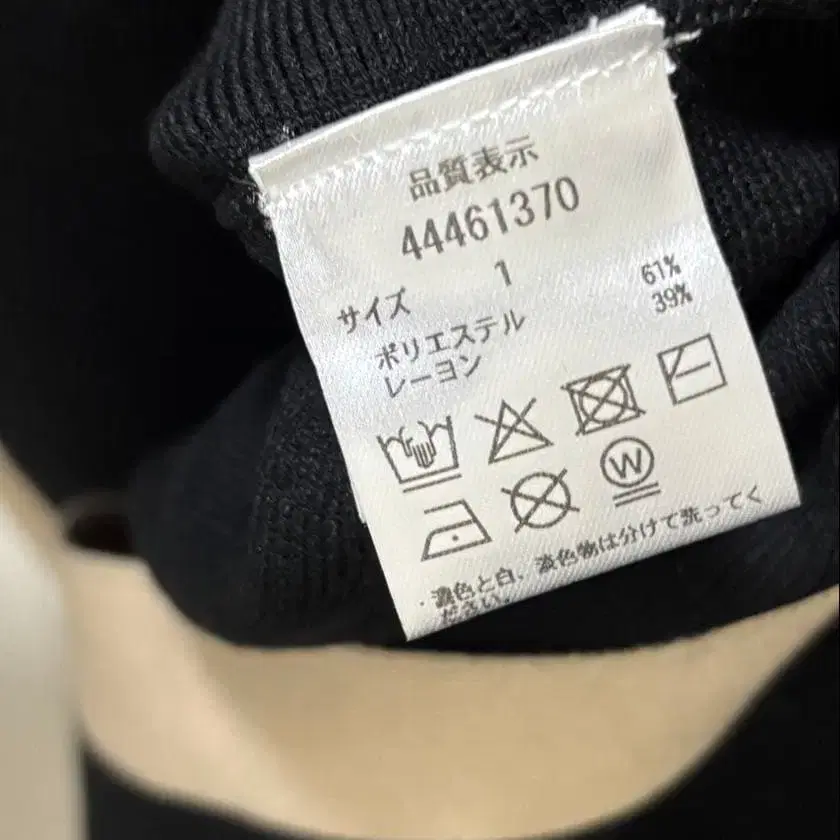 品質表示
44461370
サイズ 1
ポリエステル 61%
レーヨン 39%
W
・濃色と白、淡色物は分けて洗ってく
ださい。